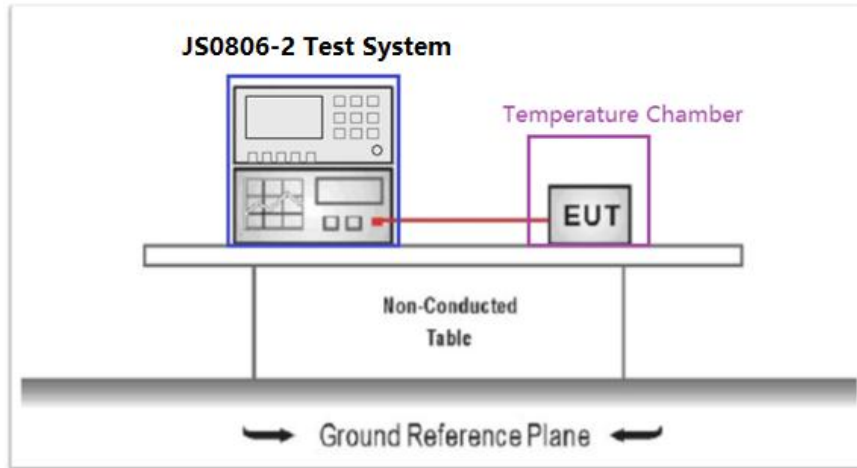 JS0806-2 Test System
Temperature Chamber
EUT
Non-Conducted
Table
Ground Reference Plane